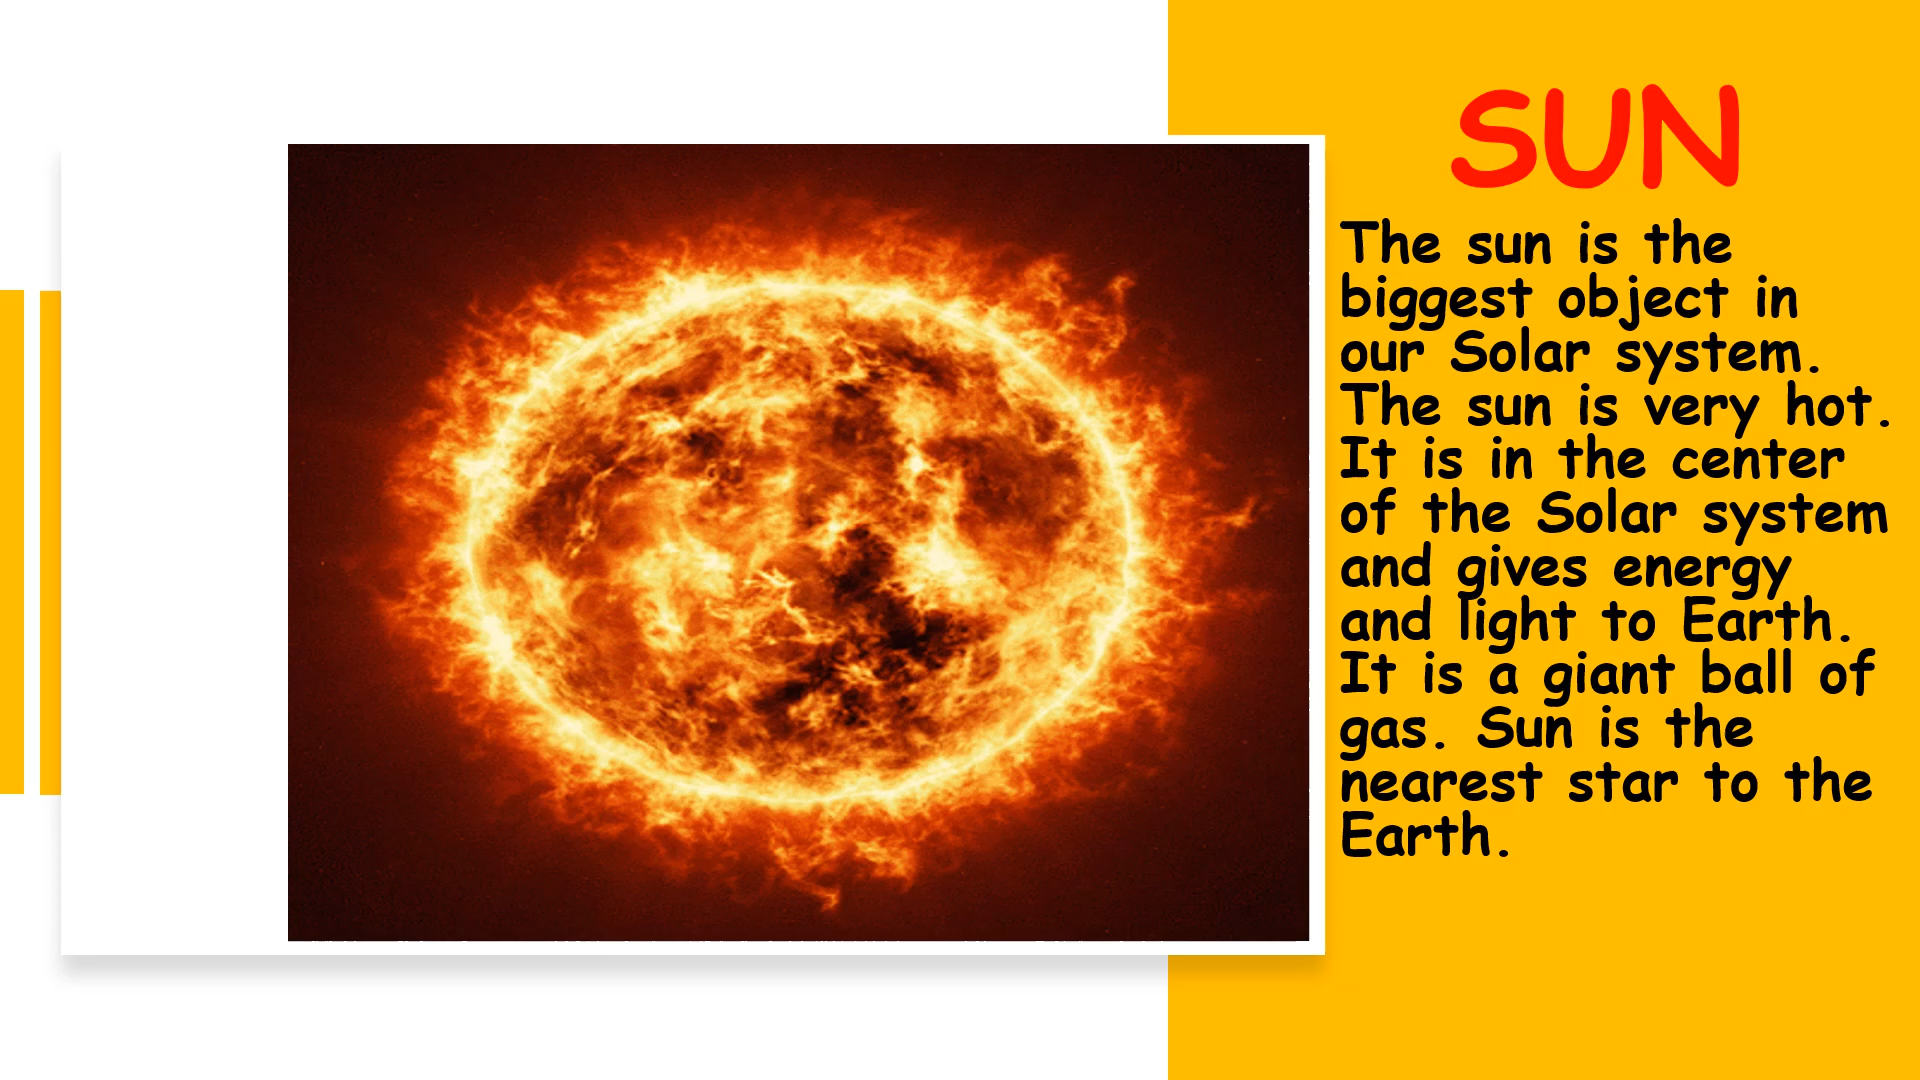 SUN
The sun is the
biggest object in
our Solar system.
The sun is very hot.
It is in the center
of the Solar system
and gives energy
and light to Earth.
It is a giant ball of
gas. Sun is the
nearest star to the
Earth.